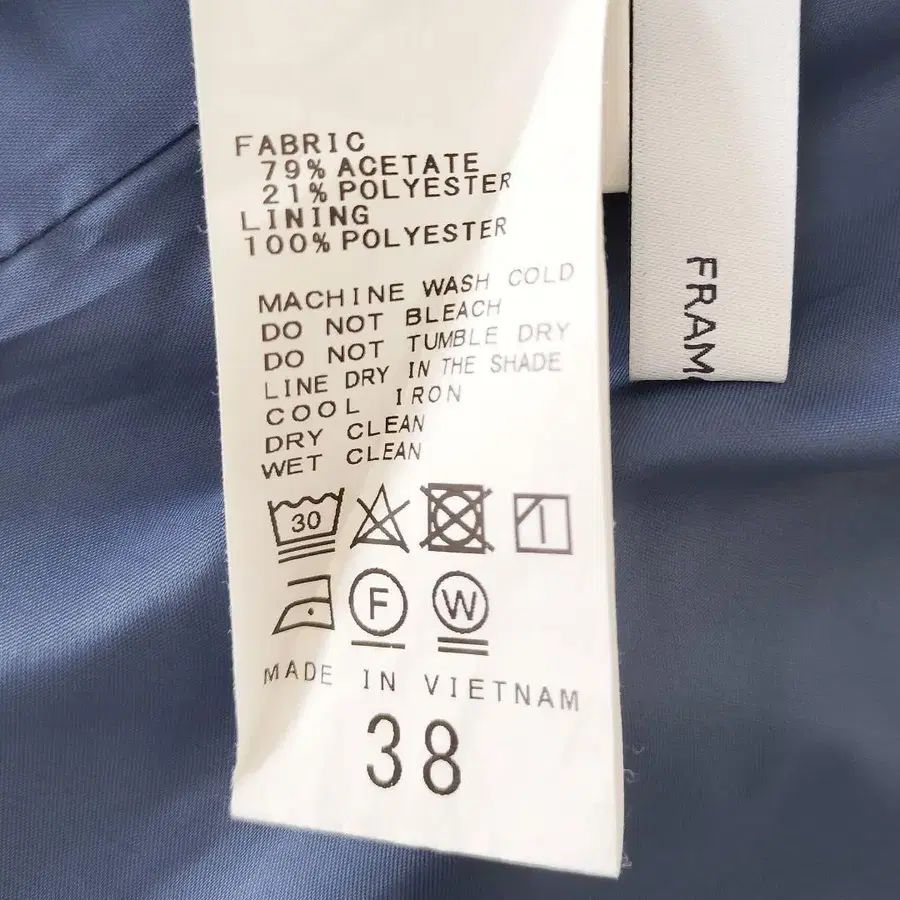 FABRIC
79% ACETATE
21% POLYESTER
LINING
100% POLYESTER
MACHINE WASH COLD
DO NOT BLEACH
DO NOT TUMBLE DRY
LINE DRY IN THE SHADE
COOL IRON
DRY CLEAN
WET CLEAN
30
F W
MADE IN VIETNAM
38
FRAM